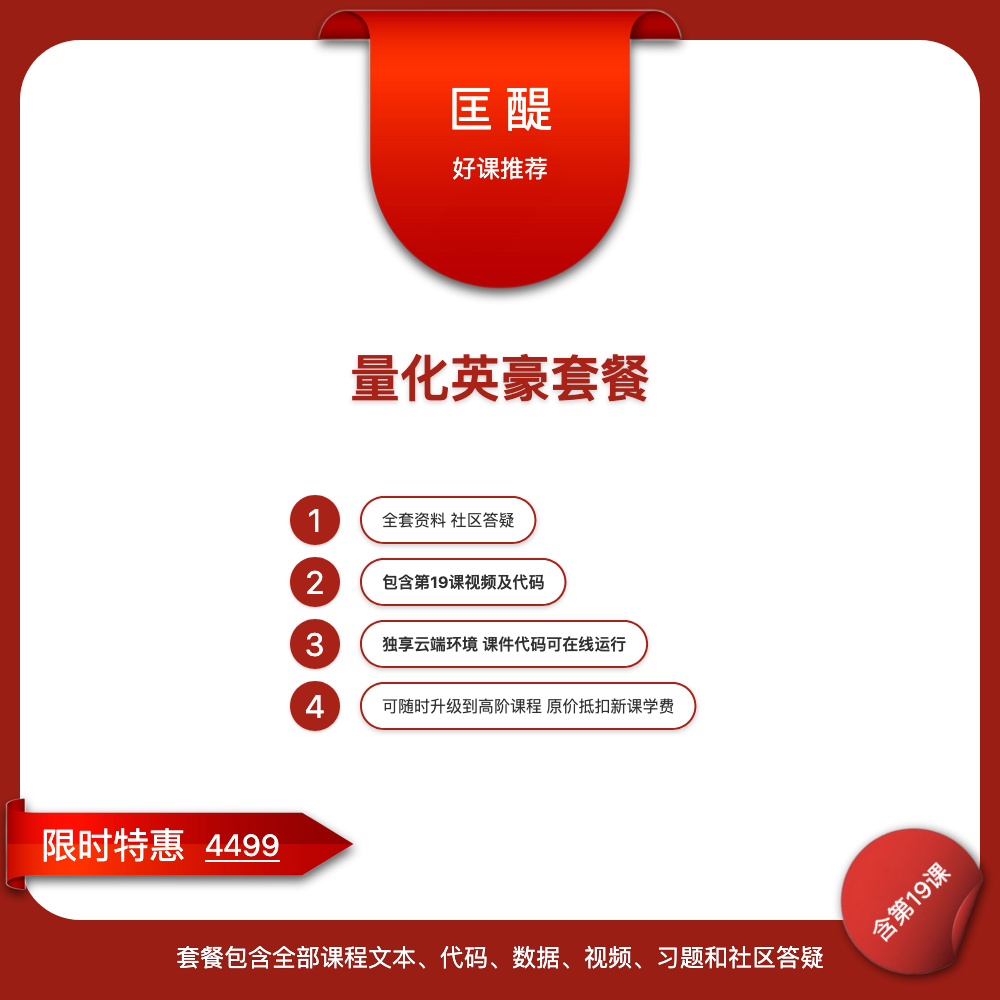 匡 醍
好课推荐
量化英豪套餐
1 全套资料 社区答疑
2 包含第19课视频及代码
3 独享云端环境 课件代码可在线运行
4 可随时升级到高阶课程 原价抵扣新课学费
限时特惠 4499
含第19课
套餐包含全部课程文本、代码、数据、视频、习题和社区答疑